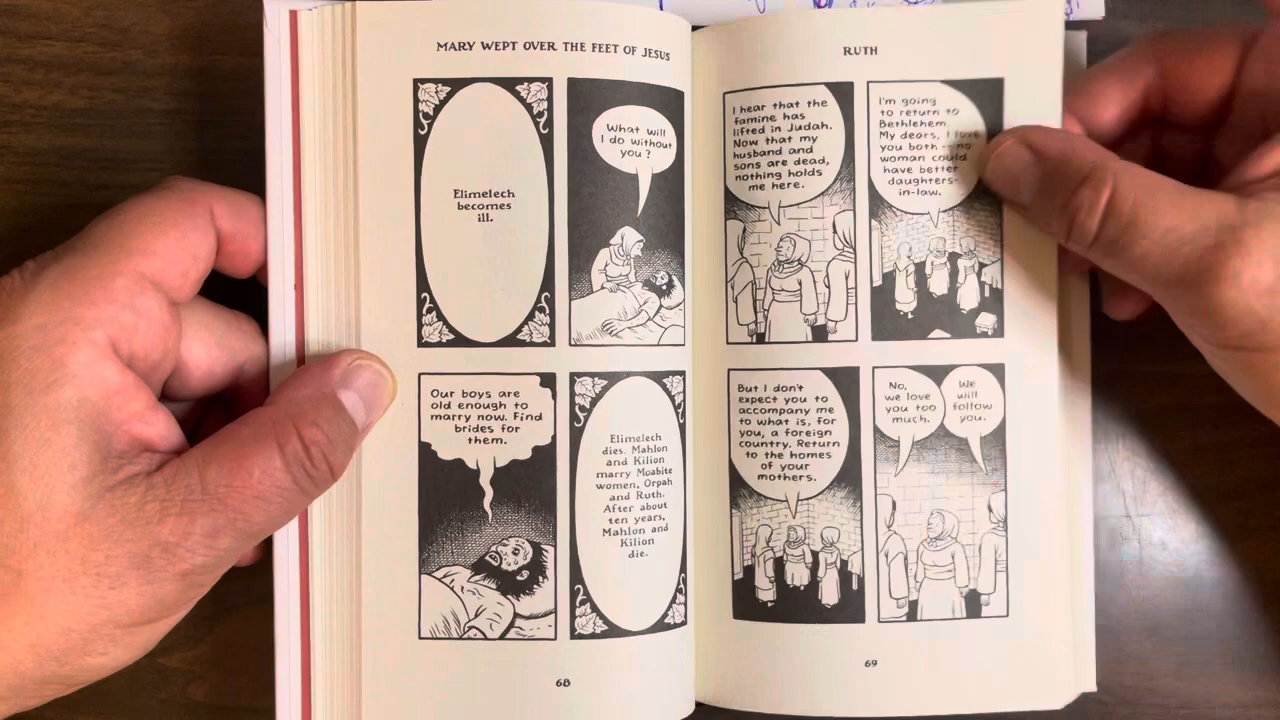 MARY WEPT OVER THE FEET OF JESUS
Elimelech
becomes
ill.
What will
I do without
you?
Our boys are
old enough to
marry now. Find
brides for
them.
Elimelech
dies. Mahlon
and Kilion
marry Moabite
women, Orpah
and Ruth.
After about
ten years,
Mahlon and
Kilion
die.
68
RUTH
I hear that the
famine has
lifted in Judah.
Now that my
husband and
sons are dead,
nothing holds
me here.
I'm going
to return to
Bethlehem.
My dears, I love
you both -- no
woman could
have better
daughters-
in-law.
But I don't
expect you to
accompany me
to what is, for
you, a foreign
country. Return
to the homes
of your
mothers.
No,
we love
you too
much.
We
will
follow
you.
69